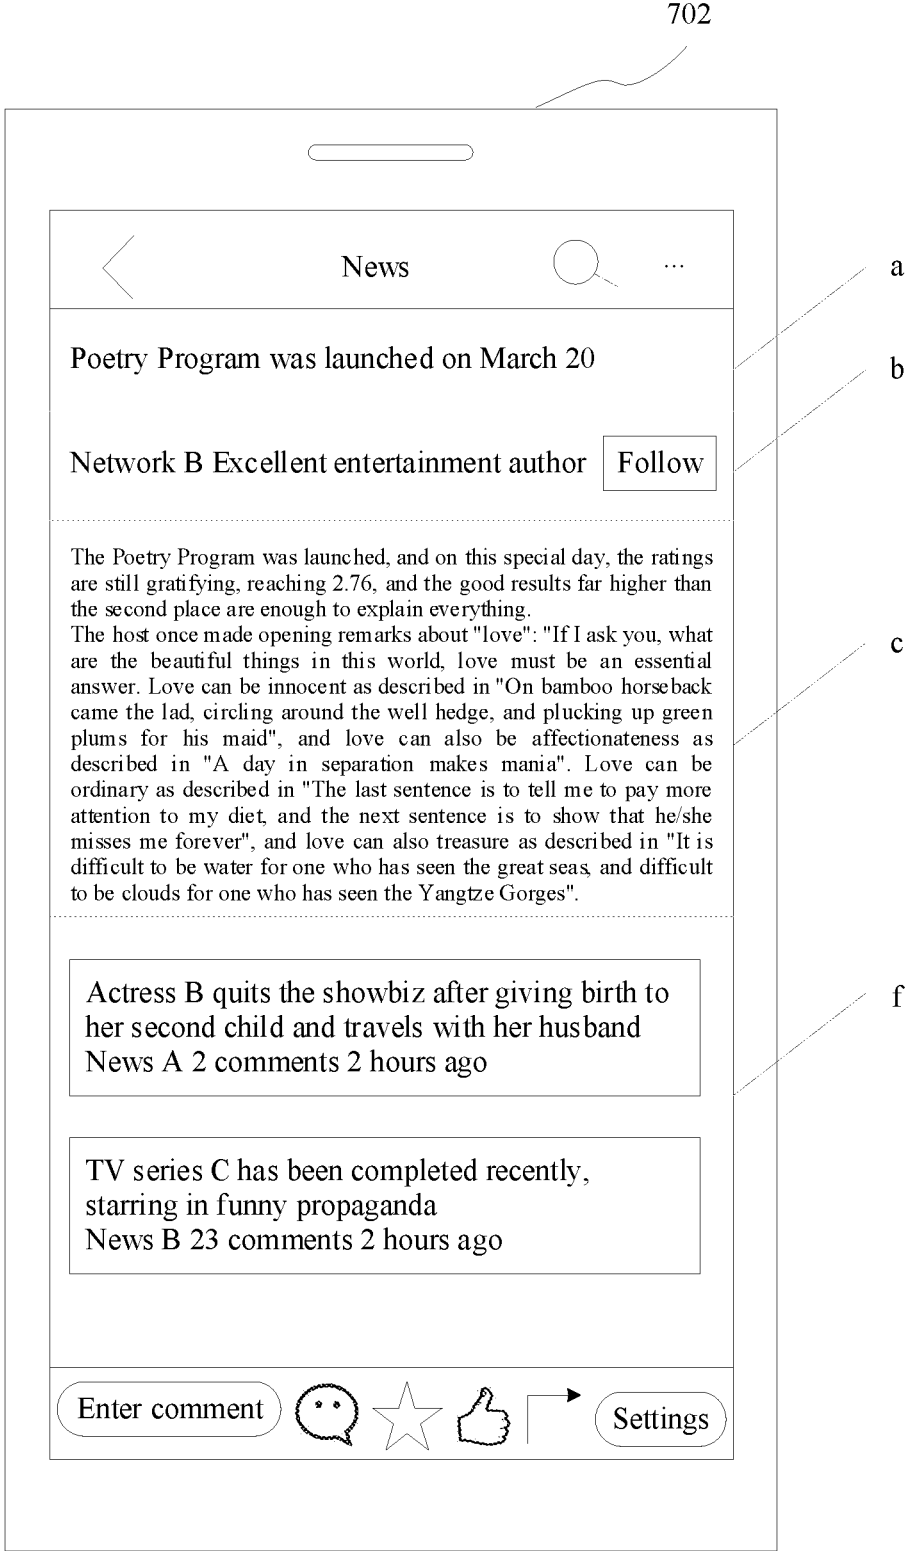 702
News
...
a
Poetry Program was launched on March 20
b
Network B Excellent entertainment author
Follow
The Poetry Program was launched, and on this special day, the ratings
are still gratifying, reaching 2.76, and the good results far higher than
the second place are enough to explain everything.
The host once made opening remarks about "love": "If I ask you, what
are the beautiful things in this world, love must be an essential
answer. Love can be innocent as described in "On bamboo horseback
came the lad, circling around the well hedge, and plucking up green
plums for his maid", and love can also be affectionateness as
described in "A day in separation makes mania". Love can be
ordinary as described in "The last sentence is to tell me to pay more
attention to my diet, and the next sentence is to show that he/she
misses me forever", and love can also treasure as described in "It is
difficult to be water for one who has seen the great seas, and difficult
to be clouds for one who has seen the Yangtze Gorges".
c
Actress B quits the showbiz after giving birth to
her second child and travels with her husband
News A 2 comments 2 hours ago
f
TV series C has been completed recently,
starring in funny propaganda
News B 23 comments 2 hours ago
Enter comment
Settings